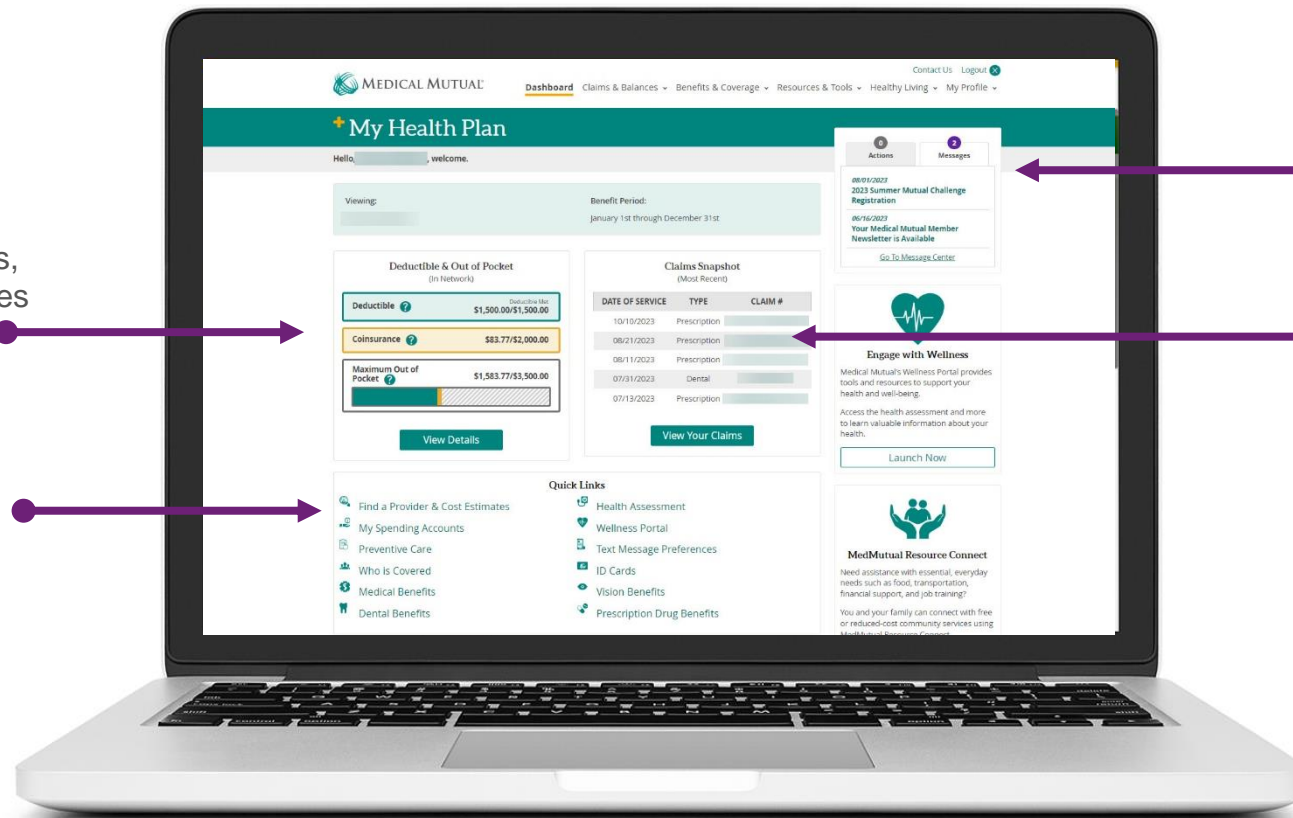 s,
es
Contact Us Logout
MEDICAL MUTUAL
Dashboard Claims & Balances Benefits & Coverage Resources & Tools Healthy Living My Profile
My Health Plan
Hello, , welcome.
0 2
Actions Messages
08/01/2023
2023 Summer Mutual Challenge
Registration
06/16/2023
Your Medical Mutual Member
Newsletter is Available
Go To Message Center
Viewing:
Benefit Period:
January 1st through December 31st
Deductible & Out of Pocket
(In Network)
Deductible ?
Deductible Met
$1,500.00/$1,500.00
Coinsurance ? $83.77/$2,000.00
Maximum Out of
Pocket ? $1,583.77/$3,500.00
View Details
Claims Snapshot
(Most Recent)
DATE OF SERVICE TYPE CLAIM #
10/10/2023 Prescription
08/21/2023 Prescription
08/11/2023 Prescription
07/31/2023 Dental
07/13/2023 Prescription
View Your Claims
Engage with Wellness
Medical Mutual's Wellness Portal provides
tools and resources to support your
health and well-being.
Access the health assessment and more
to learn valuable information about your
health.
Launch Now
Quick Links
Find a Provider & Cost Estimates
My Spending Accounts
Preventive Care
Who is Covered
Medical Benefits
Dental Benefits
Health Assessment
Wellness Portal
Text Message Preferences
ID Cards
Vision Benefits
Prescription Drug Benefits
MedMutual Resource Connect
Need assistance with essential, everyday
needs such as food, transportation,
financial support, and job training?
You and your family can connect with free
or reduced-cost community services using
MedMutual Resource Connect